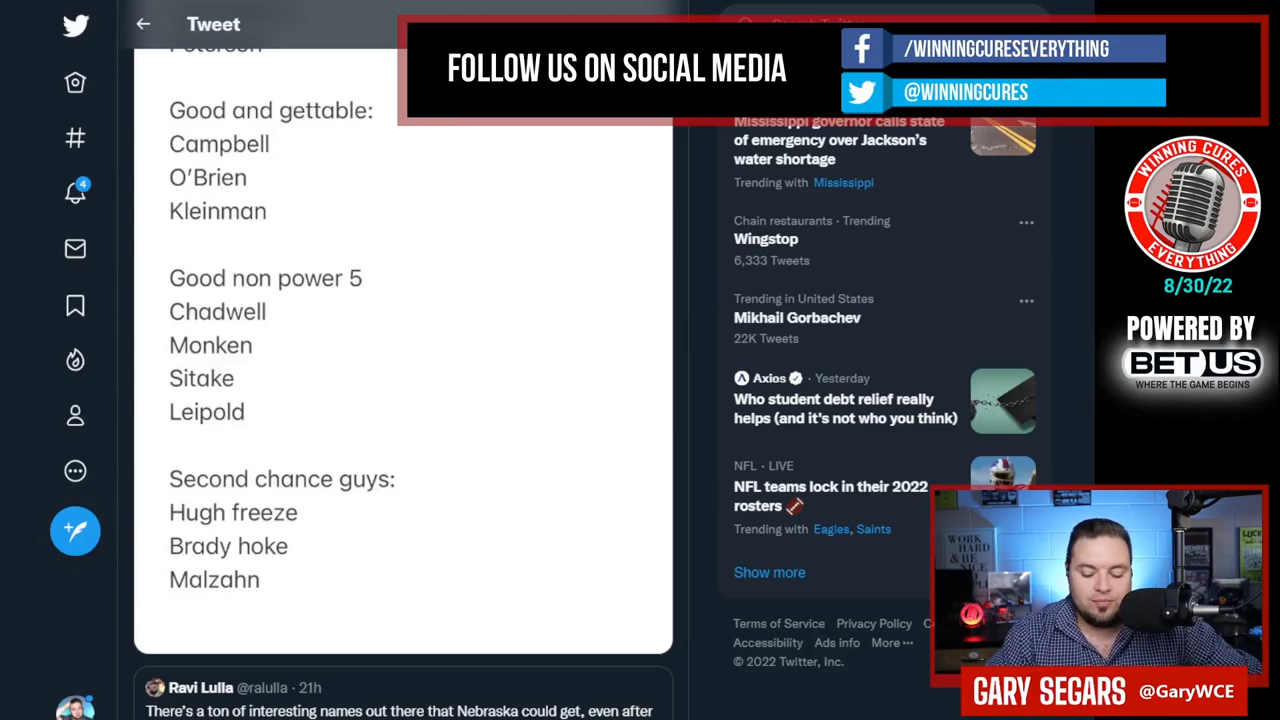 Tweet
FOLLOW US ON SOCIAL MEDIA
/WINNINGCURESEVERYTHING
@WINNINGCURES
Good and gettable:
Campbell
O'Brien
Kleinman
Good non power 5
Chadwell
Monken
Sitake
Leipold
Second chance guys:
Hugh freeze
Brady hoke
Malzahn
Ravi Lulla @ralulla · 21h
There's a ton of interesting names out there that Nebraska could get, even after
4
Mississippi governor calls state
of emergency over Jackson's
water shortage
Trending with Mississippi
Chain restaurants · Trending
Wingstop
6,333 Tweets
Trending in United States
Mikhail Gorbachev
22K Tweets
Axios · Yesterday
Who student debt relief really
helps (and it's not who you think)
NFL · LIVE
NFL teams lock in their 2022
rosters 🏈
Trending with Eagles, Saints
Show more
Terms of Service Privacy Policy
Accessibility Ads info More ···
© 2022 Twitter, Inc.
WINNING CURES
EVERYTHING
8/30/22
POWERED BY
BETUS
WHERE THE GAME BEGINS
WORK
HARD
& BE
GARY SEGARS @GaryWCE